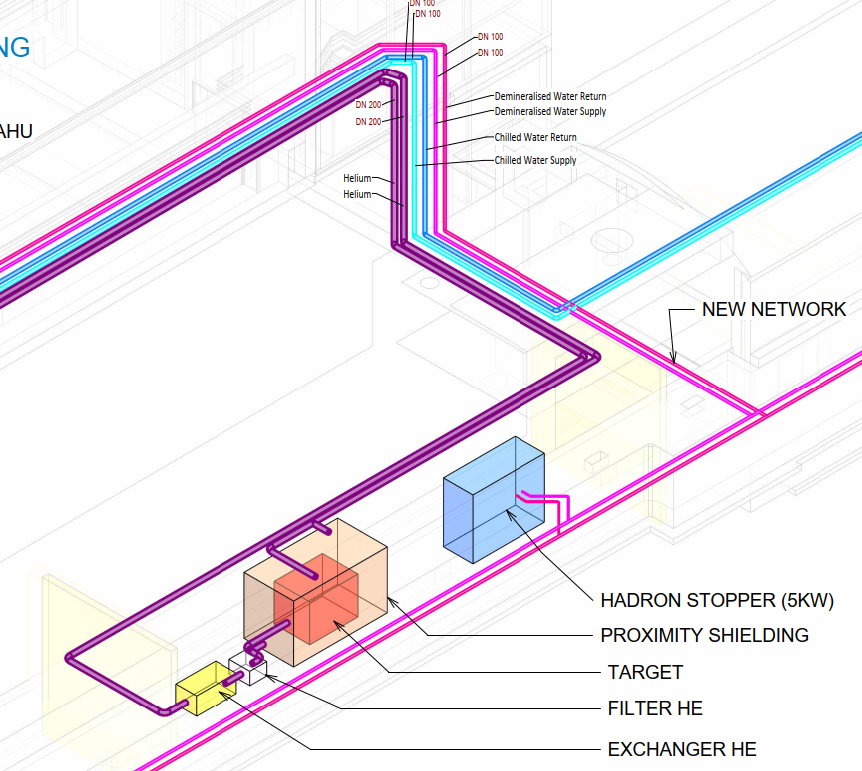 DN 100
DN 100
NG
DN 100
DN 100
Demineralised Water Return
DN 200
Demineralised Water Supply
DN 200
AHU
Chilled Water Return
Chilled Water Supply
Helium
Helium
NEW NETWORK
HADRON STOPPER (5KW)
PROXIMITY SHIELDING
TARGET
FILTER HE
EXCHANGER HE